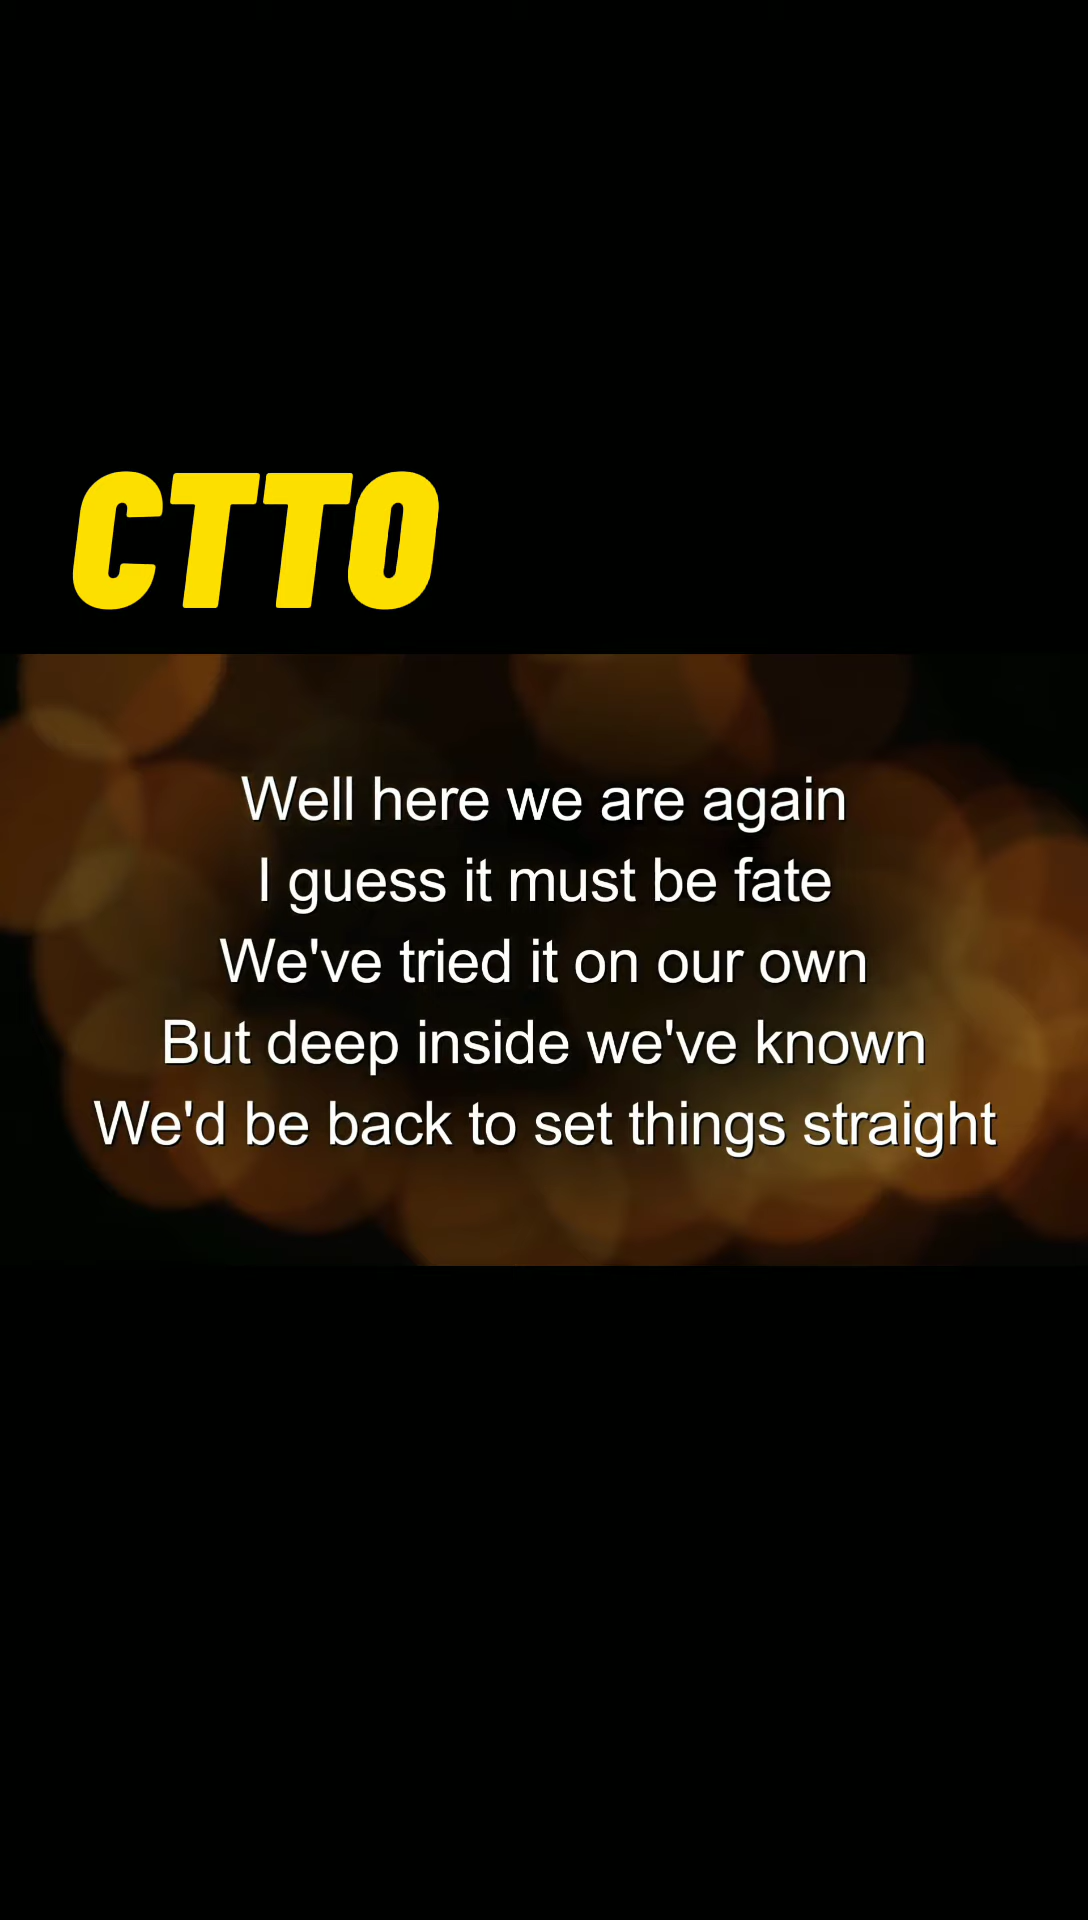 CTTO
Well here we are again
I guess it must be fate
We've tried it on our own
But deep inside we've known
We'd be back to set things straight